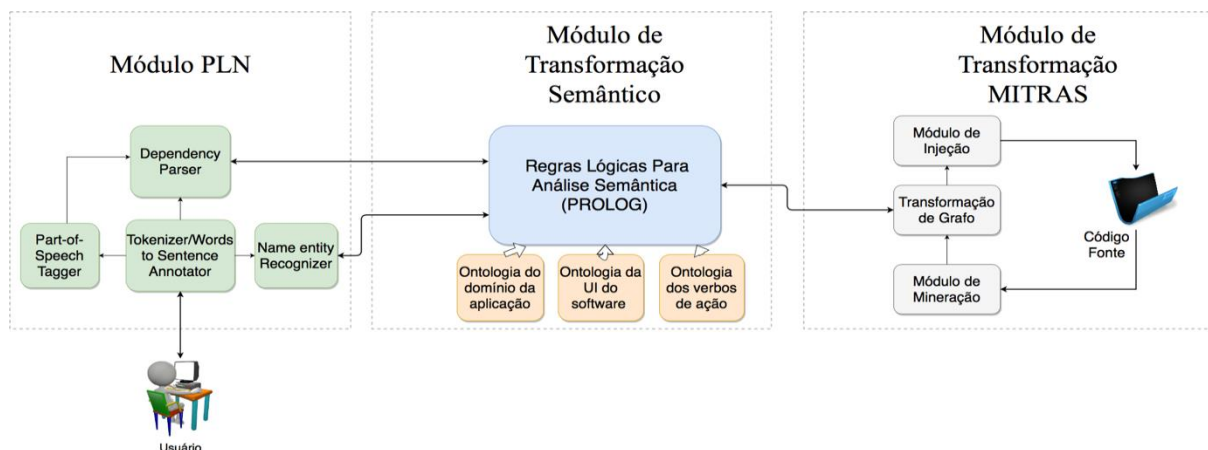 Módulo PLN
Dependency
Parser
Part-of-
Speech
Tagger
Tokenizer/Words
to Sentence
Annotator
Name entity
Recognizer
Usuário
Módulo de
Transformação
Semântico
Regras Lógicas Para
Análise Semântica
(PROLOG)
Ontologia do
domínio da
aplicação
Ontologia da
UI do
software
Ontologia
dos verbos
de ação
Módulo de
Transformação
MITRAS
Módulo de
Injeção
Transformação
de Grafo
Módulo de
Mineração
Código
Fonte